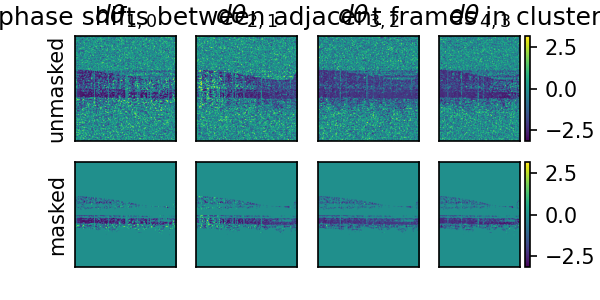 phase shifts between adjacent frames in cluster
dθ1,0 dθ2,1 dθ3,2 dθ4,3
unmasked
2.5
0.0
−2.5
masked
2.5
0.0
−2.5